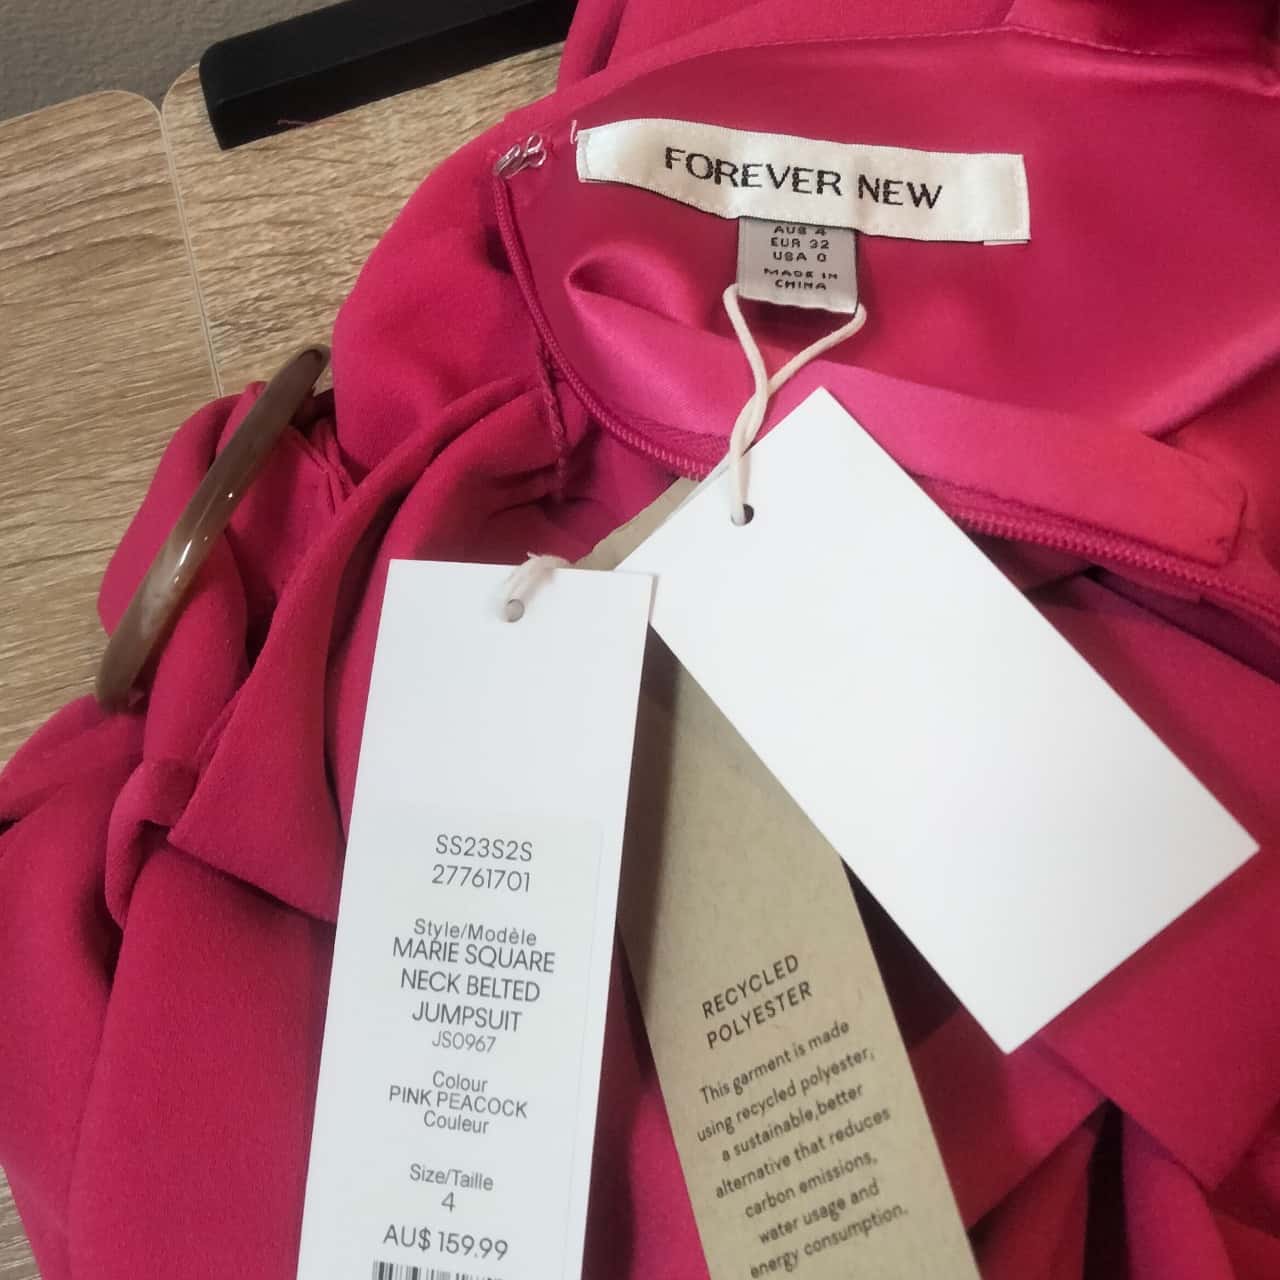 FOREVER NEW
AUS 4
EUR 32
USA 0
MADE IN
CHINA
SS23S2S
27761701
Style/Modèle
MARIE SQUARE
NECK BELTED
JUMPSUIT
JS0967
Colour
PINK PEACOCK
Couleur
Size/Taille
4
AU$ 159.99
RECYCLED
POLYESTER
This garment is made
using recycled polyester,
a sustainable,better
alternative that reduces
carbon emissions,
water usage and
energy consumption.